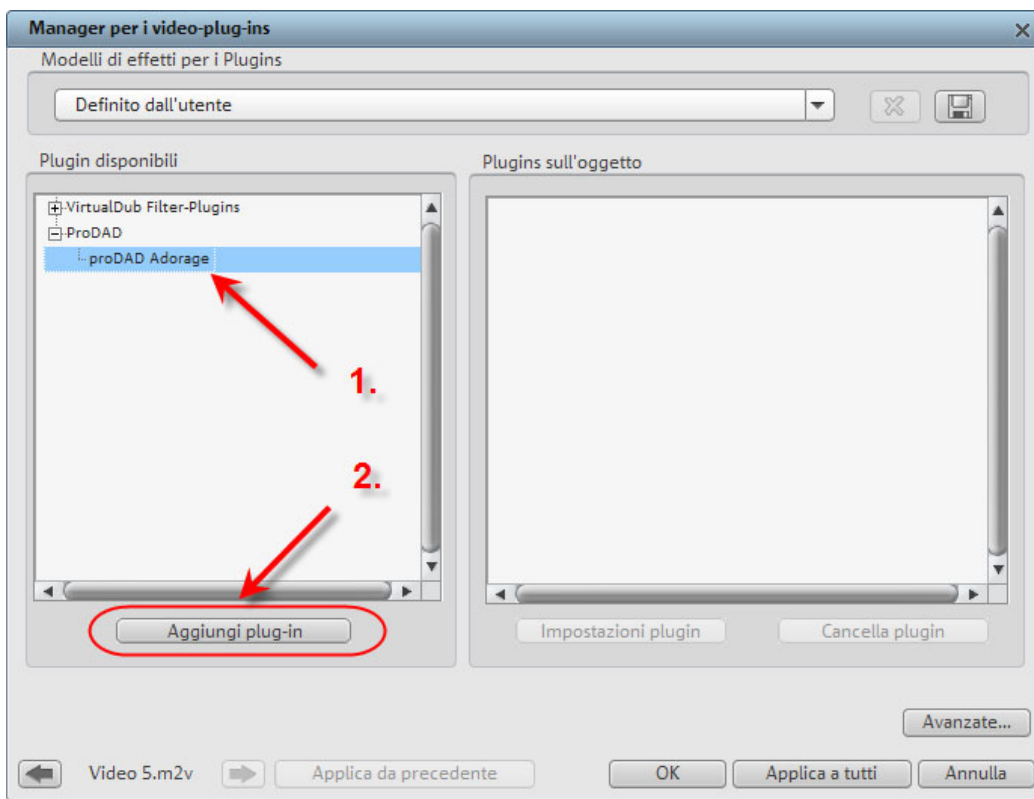 Manager per i video-plug-ins
Modelli di effetti per i Plugins
Definito dall'utente
Plugin disponibili
Plugins sull'oggetto
VirtualDub Filter-Plugins
ProDAD
proDAD Adorage
1.
2.
Aggiungi plug-in
Impostazioni plugin
Cancella plugin
Avanzate...
Video 5.m2v
Applica da precedente
OK
Applica a tutti
Annulla